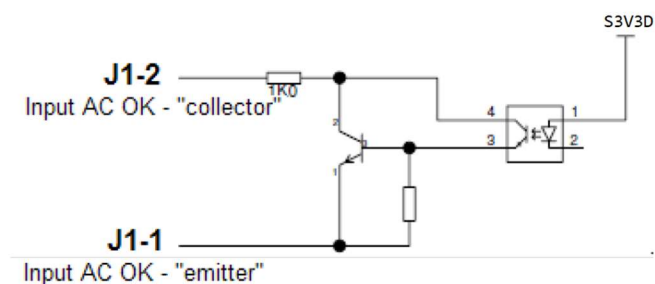 S3V3D
J1-2
1K0
Input AC OK - "collector"
4
1
2
3
2
1
J1-1
Input AC OK - "emitter"